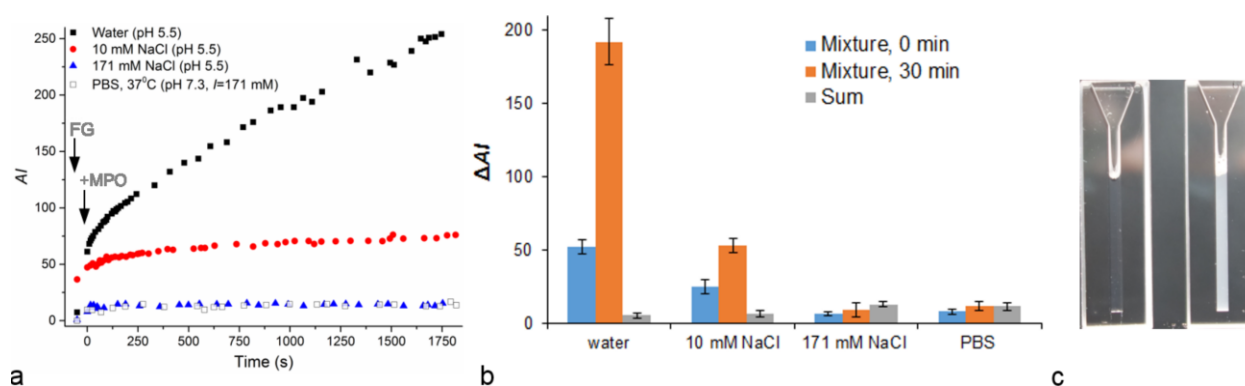 250
200
150
100
50
0
AI
Water (pH 5.5)
10 mM NaCl (pH 5.5)
171 mM NaCl (pH 5.5)
PBS, 37⁰C (pH 7.3, I=171 mM)
FG
+MPO
0 250 500 750 1000 1250 1500 1750
Time (s)
a
200
150
100
50
0
ΔAI
Mixture, 0 min
Mixture, 30 min
Sum
water 10 mM NaCl 171 mM NaCl PBS
b
c